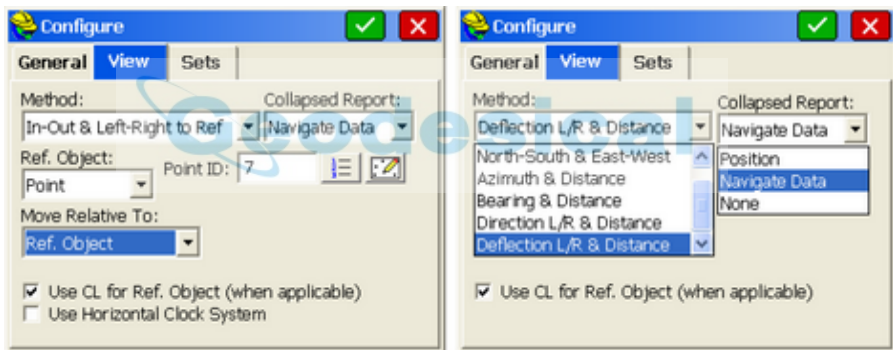 Configure
General View Sets
Method: Collapsed Report:
In-Out & Left-Right to Ref Navigate Data
Ref. Object: Point ID: 7
Point
Move Relative To:
Ref. Object
Use CL for Ref. Object (when applicable)
Use Horizontal Clock System
Configure
General View Sets
Method: Collapsed Report:
Deflection L/R & Distance Navigate Data
North-South & East-West Position
Azimuth & Distance Navigate Data
Bearing & Distance None
Direction L/R & Distance
Deflection L/R & Distance
Use CL for Ref. Object (when applicable)
Geodesical